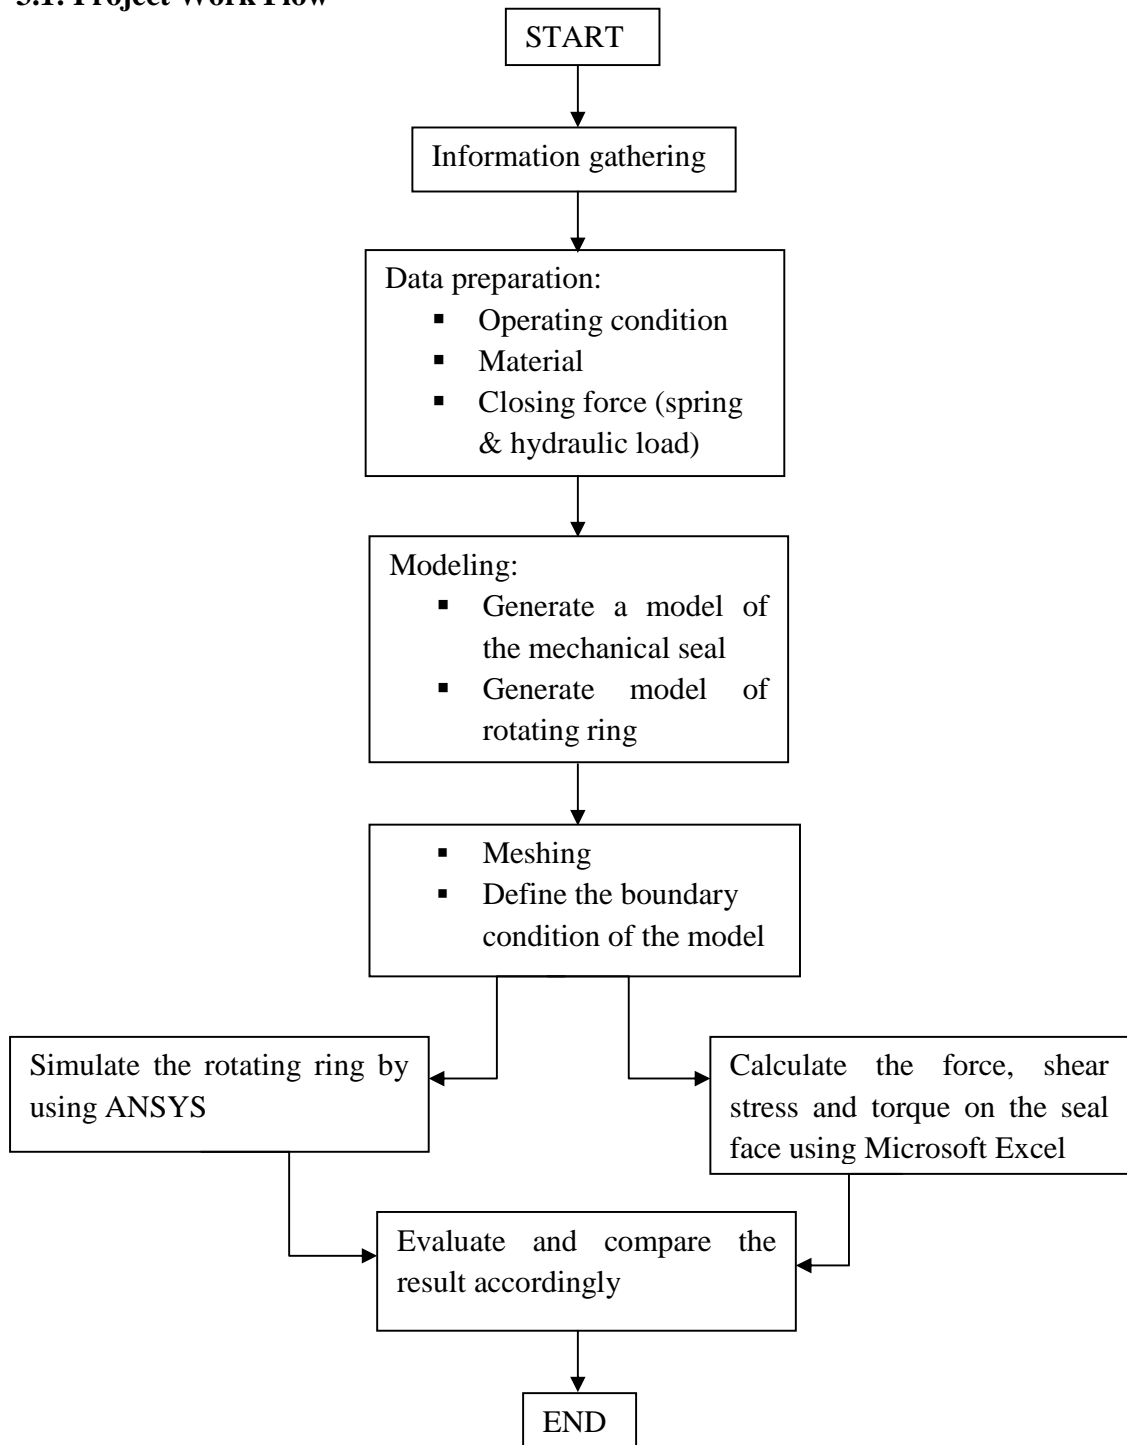 3.1. Project Work Flow
START
Information gathering
Data preparation:
▪ Operating condition
▪ Material
▪ Closing force (spring
& hydraulic load)
Modeling:
▪ Generate a model of
the mechanical seal
▪ Generate model of
rotating ring
▪ Meshing
▪ Define the boundary
condition of the model
Simulate the rotating ring by
using ANSYS
Calculate the force, shear
stress and torque on the seal
face using Microsoft Excel
Evaluate and compare the
result accordingly
END